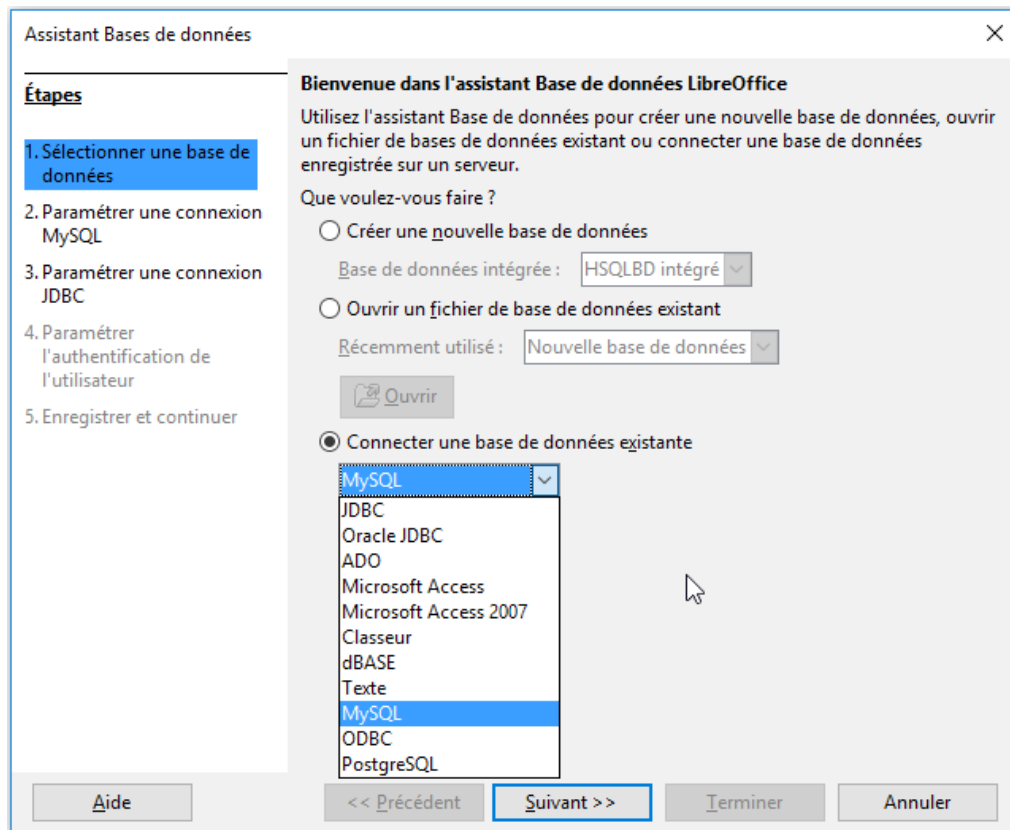 Assistant Bases de données
Étapes
1. Sélectionner une base de
données
2. Paramétrer une connexion
MySQL
3. Paramétrer une connexion
JDBC
4. Paramétrer
l'authentification de
l'utilisateur
5. Enregistrer et continuer
Bienvenue dans l'assistant Base de données LibreOffice
Utilisez l'assistant Base de données pour créer une nouvelle base de données, ouvrir
un fichier de bases de données existant ou connecter une base de données
enregistrée sur un serveur.
Que voulez-vous faire ?
Créer une nouvelle base de données
Base de données intégrée : HSQLBD intégré
Ouvrir un fichier de base de données existant
Récemment utilisé : Nouvelle base de données
Ouvrir
Connecter une base de données existante
MySQL
JDBC
Oracle JDBC
ADO
Microsoft Access
Microsoft Access 2007
Classeur
dBASE
Texte
MySQL
ODBC
PostgreSQL
Aide
<< Précédent
Suivant >>
Terminer
Annuler